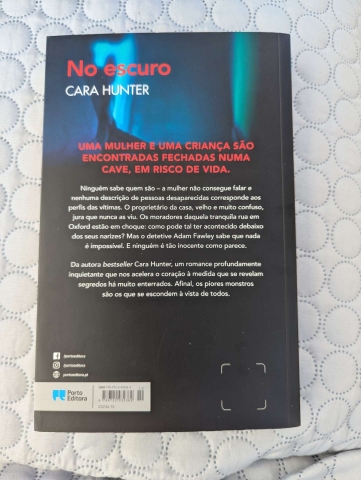 No escuro
CARA HUNTER
UMA MULHER E UMA CRIANÇA SÃO
ENCONTRADAS FECHADAS NUMA
CAVE, EM RISCO DE VIDA.
Ninguém sabe quem são – a mulher não consegue falar e
nenhuma descrição de pessoas desaparecidas corresponde aos
perfis das vítimas. O proprietário da casa, velho e muito confuso,
jura que nunca as viu. Os moradores daquela tranquila rua em
Oxford estão em choque: como pode tal ter acontecido debaixo
dos seus narizes? Mas o detetive Adam Fawley sabe que nada
é impossível. E ninguém é tão inocente como parece.
Da autora bestseller Cara Hunter, um romance profundamente
inquietante que nos acelera o coração à medida que se revelam
segredos há muito enterrados. Afinal, os piores monstros
são os que se escondem à vista de todos.
/portoeditora
/portoeditora
portoeditora.pt
Porto
Editora